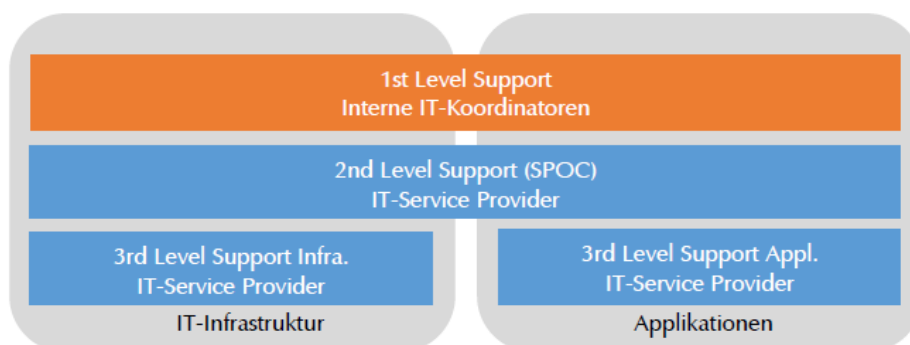 1st Level Support
Interne IT-Koordinatoren
2nd Level Support (SPOC)
IT-Service Provider
3rd Level Support Infra.
IT-Service Provider
3rd Level Support Appl.
IT-Service Provider
IT-Infrastruktur
Applikationen